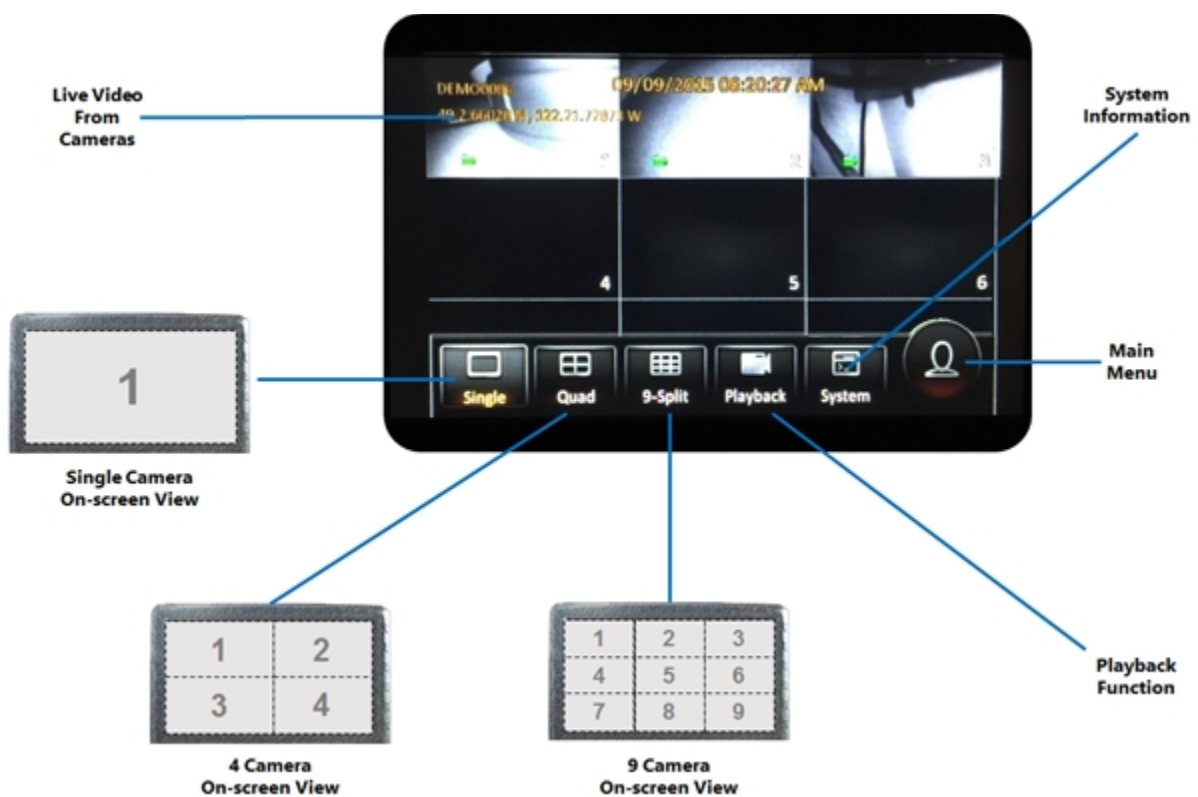 Live Video
From
Cameras
09/09/2015 08:20:27 AM
System
Information
4
5
6
Single
Quad
9-Split
Playback
System
Main
Menu
1
Single Camera
On-screen View
1
2
3
4
4 Camera
On-screen View
1
2
3
4
5
6
7
8
9
9 Camera
On-screen View
Playback
Function